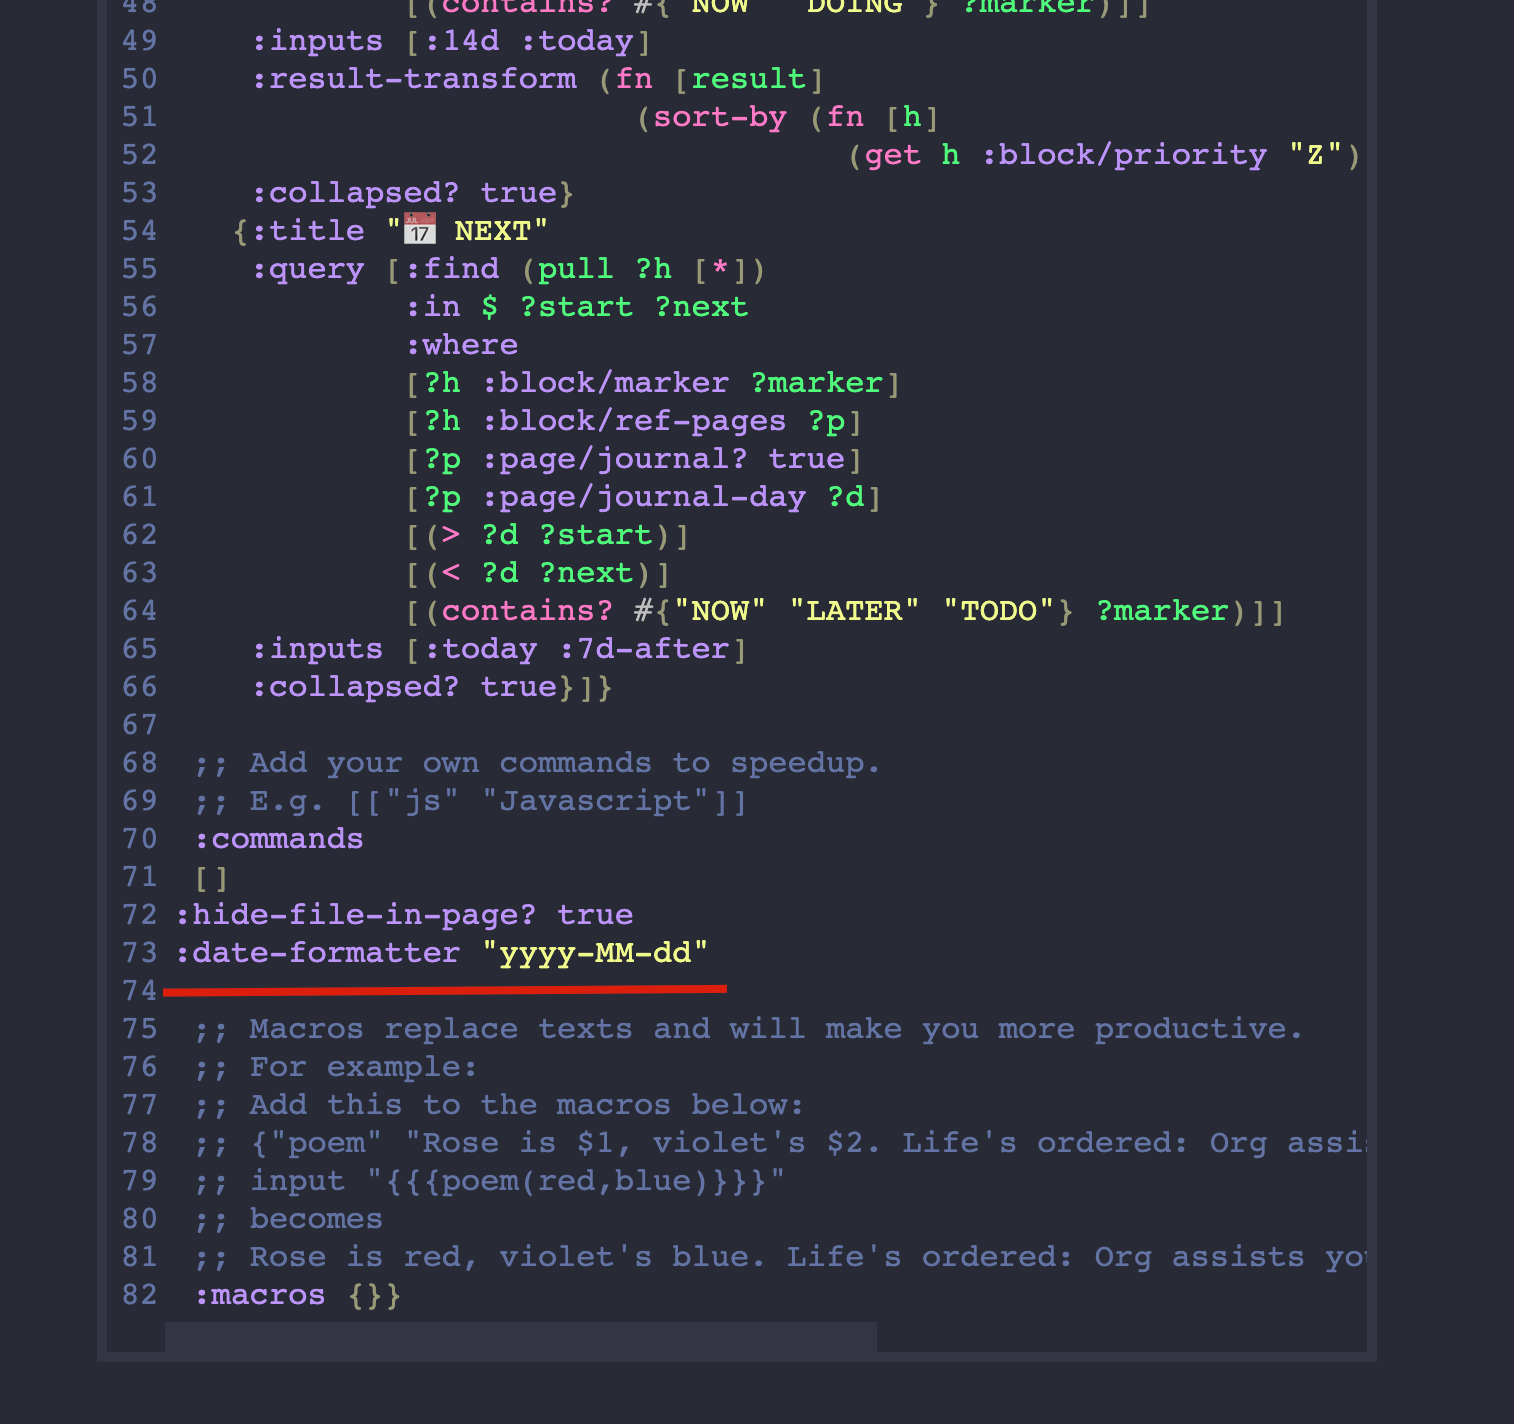 48 [(contains? #{"NOW" "DOING"} ?marker)]]
49 :inputs [:14d :today]
50 :result-transform (fn [result]
51 (sort-by (fn [h]
52 (get h :block/priority "Z")
53 :collapsed? true}
54 {:title "📅 NEXT"
55 :query [:find (pull ?h [*])
56 :in $ ?start ?next
57 :where
58 [?h :block/marker ?marker]
59 [?h :block/ref-pages ?p]
60 [?p :page/journal? true]
61 [?p :page/journal-day ?d]
62 [(> ?d ?start)]
63 [(< ?d ?next)]
64 [(contains? #{"NOW" "LATER" "TODO"} ?marker)]]
65 :inputs [:today :7d-after]
66 :collapsed? true}]}
67
68 ;; Add your own commands to speedup.
69 ;; E.g. [["js" "Javascript"]]
70 :commands
71 []
72 :hide-file-in-page? true
73 :date-formatter "yyyy-MM-dd"
74
75 ;; Macros replace texts and will make you more productive.
76 ;; For example:
77 ;; Add this to the macros below:
78 ;; {"poem" "Rose is $1, violet's $2. Life's ordered: Org assis
79 ;; input "{{{poem(red,blue)}}}"
80 ;; becomes
81 ;; Rose is red, violet's blue. Life's ordered: Org assists you
82 :macros {}}